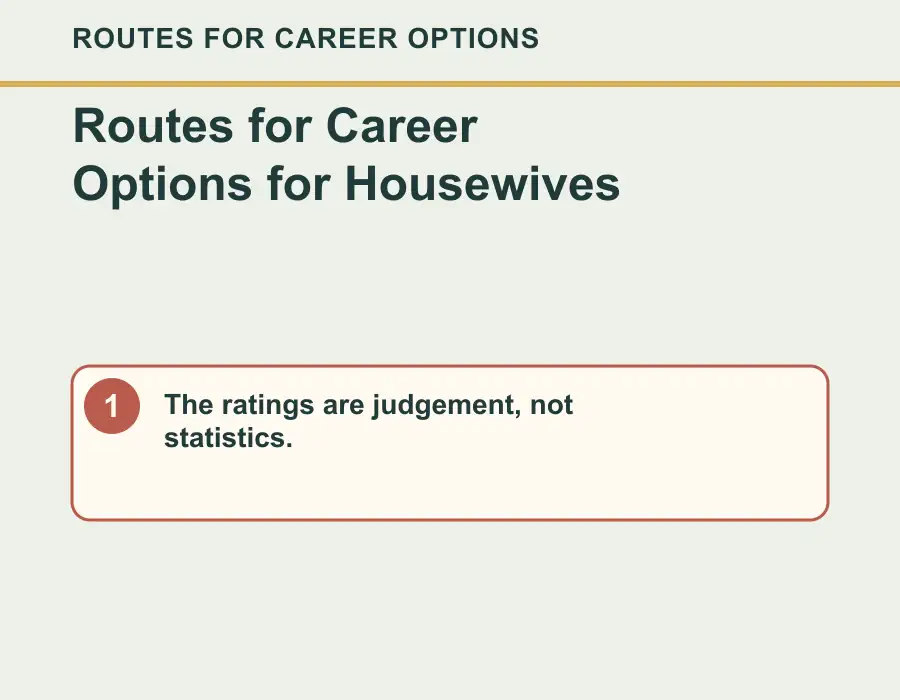 ROUTES FOR CAREER OPTIONS
Routes for Career
Options for Housewives
1
The ratings are judgement, not
statistics.